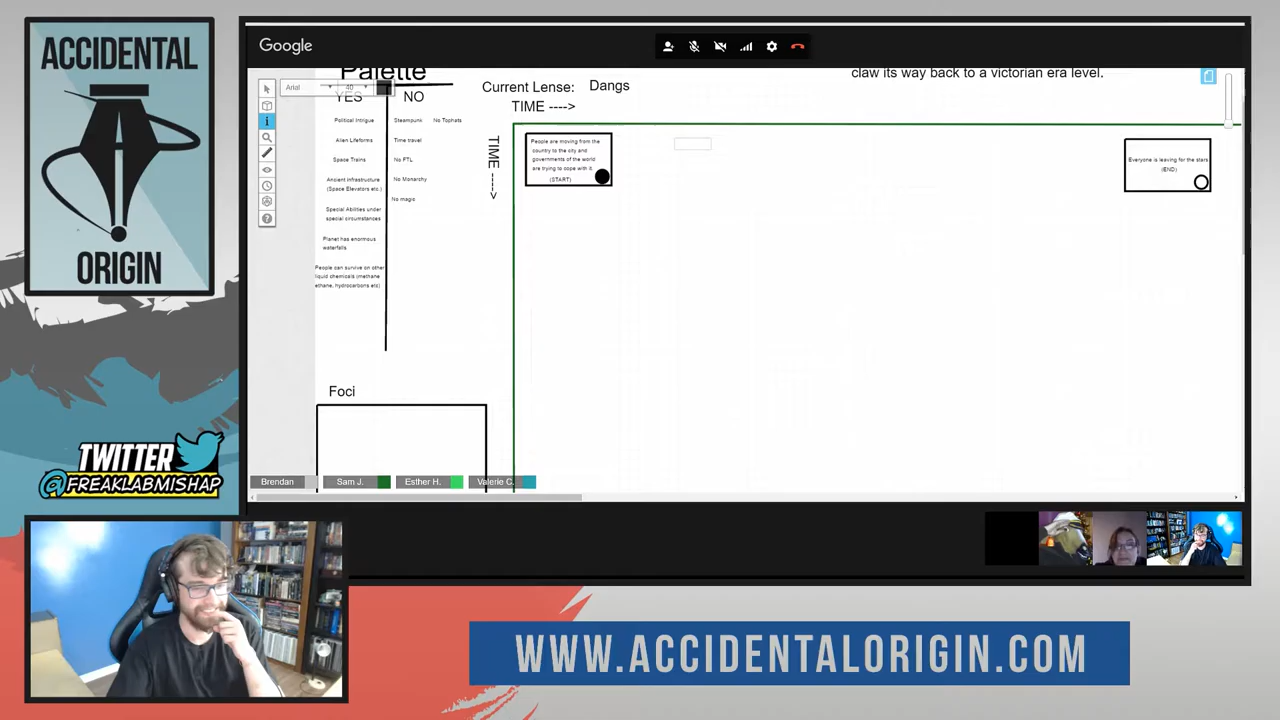 ACCIDENTAL
ORIGIN
TWITTER
@FREAKLABMISHAP
Google
claw its way back to a victorian era level.
Palette
Arial
40
YES
NO
Political Intrigue
Alien Lifeforms
Space Trains
Ancient infrastructure
(Space Elevators etc.)
Special Abilities under
special circumstances
Planet has enormous
waterfalls
People can survive on other
liquid chemicals (methane
ethane, hydrocarbons etc)
Steampunk
No Tophats
Time travel
No FTL
No Monarchy
No magic
Current Lense:
Dangs
TIME ---->
TIME ---->
People are moving from the
country to the city and
governments of the world
are trying to cope with it
(START)
Everyone is leaving for the stars
(END)
Foci
Brendan
Sam J.
Esther H.
Valerie C.
WWW.ACCIDENTALORIGIN.COM